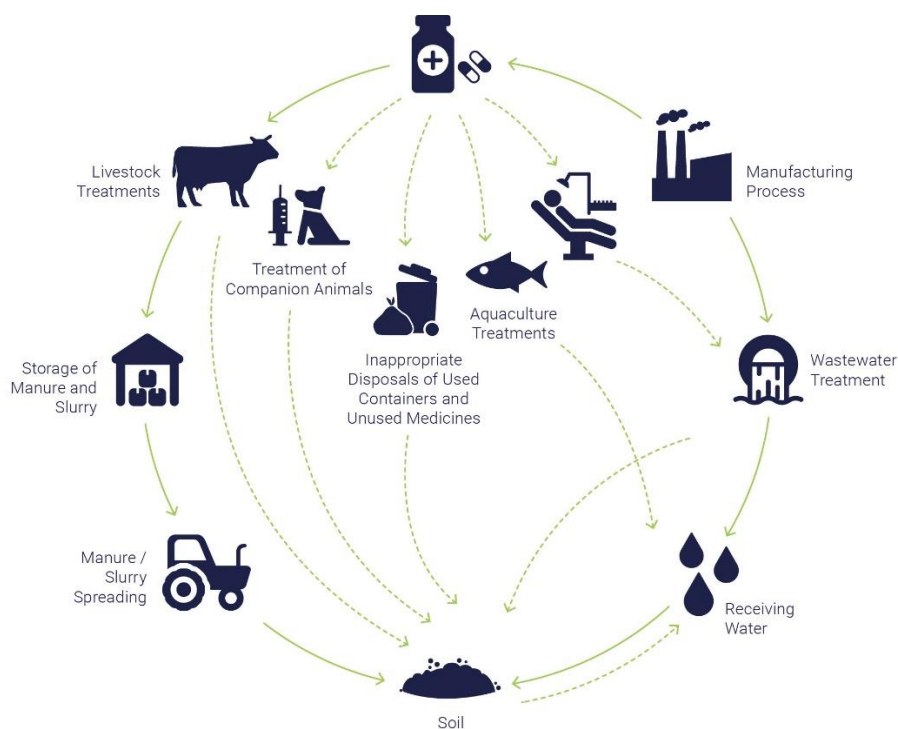 Livestock
Treatments
Manufacturing
Process
Treatment of
Companion Animals
Aquaculture
Treatments
Inappropriate
Disposals of Used
Containers and
Unused Medicines
Storage of
Manure and
Slurry
Wastewater
Treatment
Manure /
Slurry
Spreading
Receiving
Water
Soil